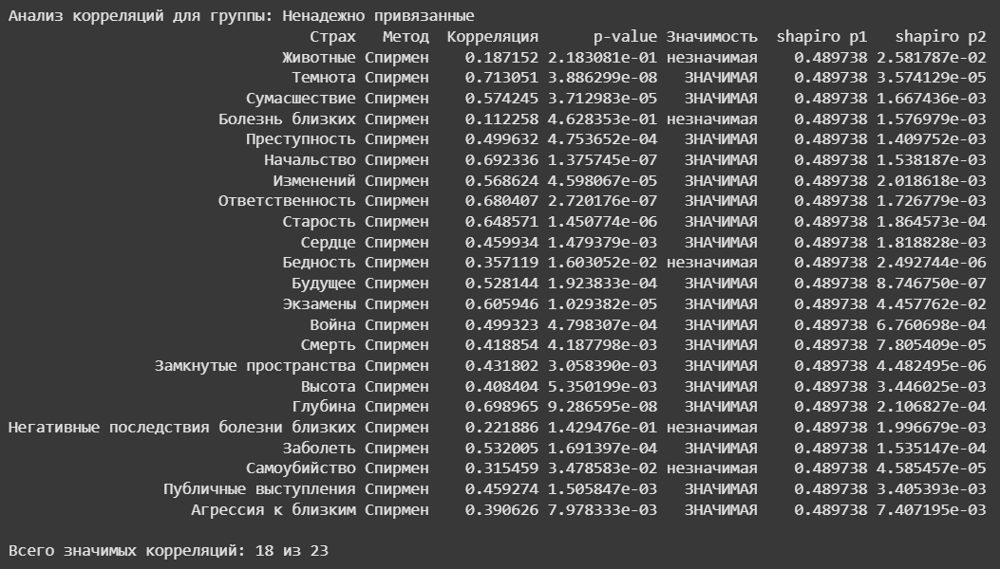 Анализ корреляций для группы: Ненадежно привязанные
Страх Метод Корреляция p-value Значимость shapiro p1 shapiro p2
Животные Спирмен 0.187152 2.183081e-01 незначимая 0.489738 2.581787e-02
Темнота Спирмен 0.713051 3.886299e-08 ЗНАЧИМАЯ 0.489738 3.574129e-05
Сумасшествие Спирмен 0.574245 3.712983e-05 ЗНАЧИМАЯ 0.489738 1.667436e-03
Болезнь близких Спирмен 0.112258 4.628353e-01 незначимая 0.489738 1.576979e-03
Преступность Спирмен 0.499632 4.753652e-04 ЗНАЧИМАЯ 0.489738 1.409752e-03
Начальство Спирмен 0.692336 1.375745e-07 ЗНАЧИМАЯ 0.489738 1.538187e-03
Изменений Спирмен 0.568624 4.598067e-05 ЗНАЧИМАЯ 0.489738 2.018618e-03
Ответственность Спирмен 0.680407 2.720176e-07 ЗНАЧИМАЯ 0.489738 1.726779e-03
Старость Спирмен 0.648571 1.450774e-06 ЗНАЧИМАЯ 0.489738 1.864573e-04
Сердце Спирмен 0.459934 1.479379e-03 ЗНАЧИМАЯ 0.489738 1.818828e-03
Бедность Спирмен 0.357119 1.603052e-02 незначимая 0.489738 2.492744e-06
Будущее Спирмен 0.528144 1.923833e-04 ЗНАЧИМАЯ 0.489738 8.746750e-07
Экзамены Спирмен 0.605946 1.029382e-05 ЗНАЧИМАЯ 0.489738 4.457762e-02
Война Спирмен 0.499323 4.798307e-04 ЗНАЧИМАЯ 0.489738 6.760698e-04
Смерть Спирмен 0.418854 4.187798e-03 ЗНАЧИМАЯ 0.489738 7.805409e-05
Замкнутые пространства Спирмен 0.431802 3.058390e-03 ЗНАЧИМАЯ 0.489738 4.482495e-06
Высота Спирмен 0.408404 5.350199e-03 ЗНАЧИМАЯ 0.489738 3.446025e-03
Глубина Спирмен 0.698965 9.286595e-08 ЗНАЧИМАЯ 0.489738 2.106827e-04
Негативные последствия болезни близких Спирмен 0.221886 1.429476e-01 незначимая 0.489738 1.996679e-03
Заболеть Спирмен 0.532005 1.691397e-04 ЗНАЧИМАЯ 0.489738 1.535147e-04
Самоубийство Спирмен 0.315459 3.478583e-02 незначимая 0.489738 4.585457e-05
Публичные выступления Спирмен 0.459274 1.505847e-03 ЗНАЧИМАЯ 0.489738 3.405393e-03
Агрессия к близким Спирмен 0.390626 7.978333e-03 ЗНАЧИМАЯ 0.489738 7.407195e-03
Всего значимых корреляций: 18 из 23